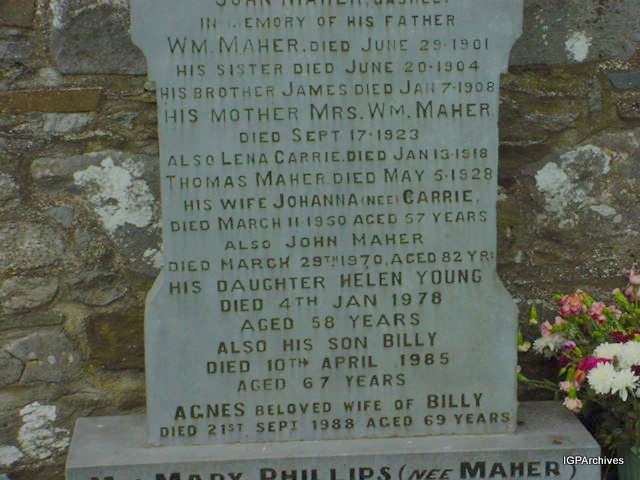 JOHN MAHER, CASHEL
IN MEMORY OF HIS FATHER
WM. MAHER. DIED JUNE 29·1901
HIS SISTER DIED JUNE 20·1904
HIS BROTHER JAMES DIED JAN 7·1908
HIS MOTHER MRS. WM. MAHER.
DIED SEPT 17·1923
ALSO LENA CARRIE. DIED JAN 13·1918
THOMAS MAHER. DIED MAY 5·1928
HIS WIFE JOHANNA (NEE) CARRIE,
DIED MARCH 11·1950 AGED 57 YEARS
ALSO JOHN MAHER
DIED MARCH 29TH 1970, AGED 82 YRS
HIS DAUGHTER HELEN YOUNG
DIED 4TH JAN 1978
AGED 58 YEARS
ALSO HIS SON BILLY
DIED 10TH APRIL 1985
AGED 67 YEARS
AGNES BELOVED WIFE OF BILLY
DIED 21ST SEPT 1988 AGED 69 YEARS
MARY PHILLIPS (NEE MAHER)
IGPArchives